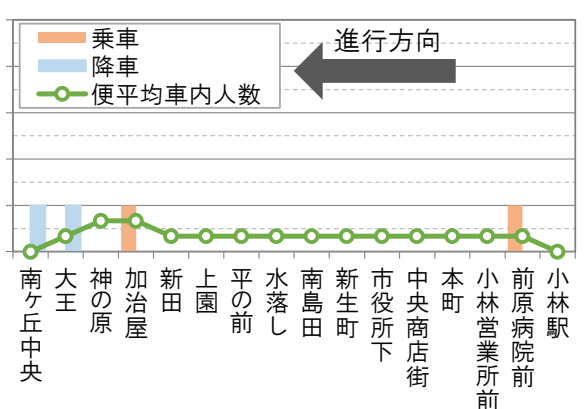 乗車
降車
便平均車内人数
進行方向
南ヶ丘中央
大王
神の原
加治屋
新田
上園
平の前
水落し
南島田
新生町
市役所下
中央商店街
本町
小林営業所前
前原病院前
小林駅